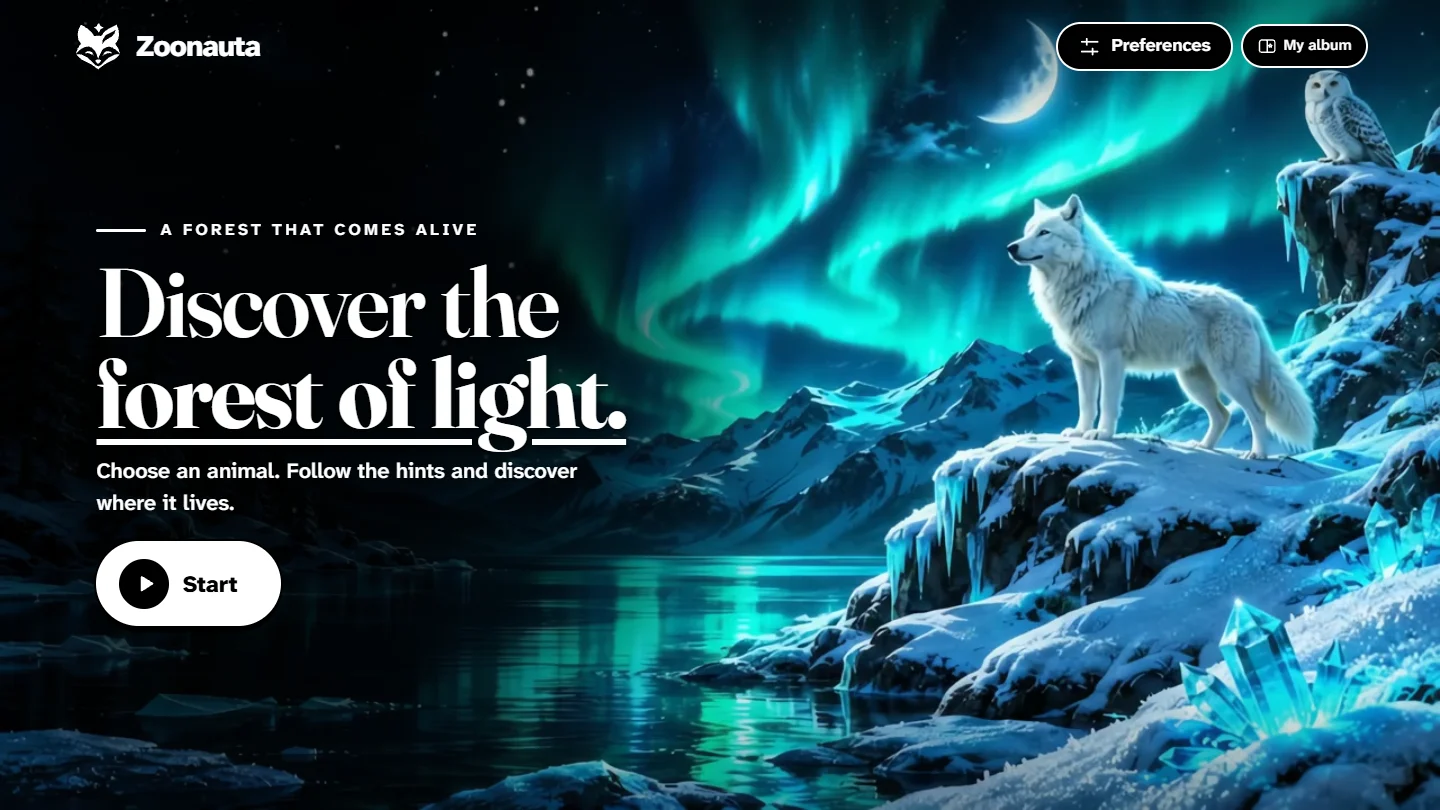 Zoonauta
Preferences
My album
A FOREST THAT COMES ALIVE
Discover the
forest of light.
Choose an animal. Follow the hints and discover
where it lives.
Start